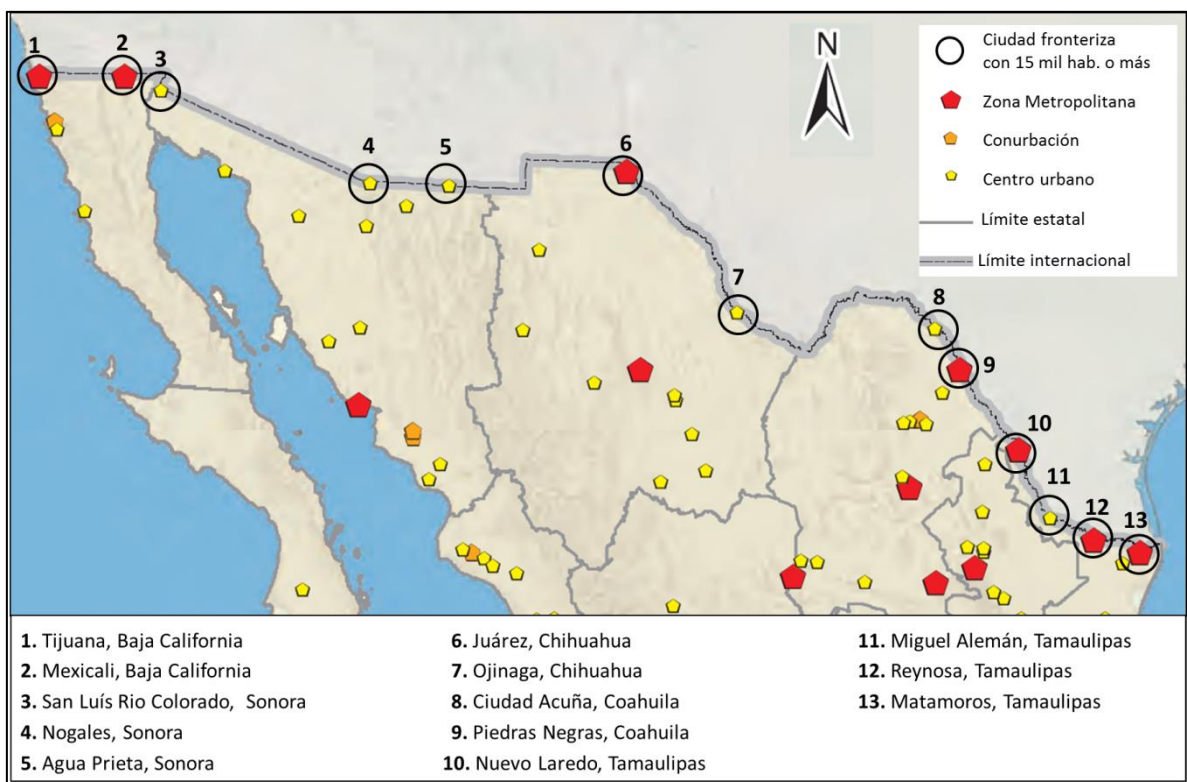 1
2
3
4
5
6
7
8
9
10
11
12
13
N
Ciudad fronteriza
con 15 mil hab. o más
Zona Metropolitana
Conurbación
Centro urbano
Límite estatal
Límite internacional
1. Tijuana, Baja California
2. Mexicali, Baja California
3. San Luís Rio Colorado, Sonora
4. Nogales, Sonora
5. Agua Prieta, Sonora
6. Juárez, Chihuahua
7. Ojinaga, Chihuahua
8. Ciudad Acuña, Coahuila
9. Piedras Negras, Coahuila
10. Nuevo Laredo, Tamaulipas
11. Miguel Alemán, Tamaulipas
12. Reynosa, Tamaulipas
13. Matamoros, Tamaulipas